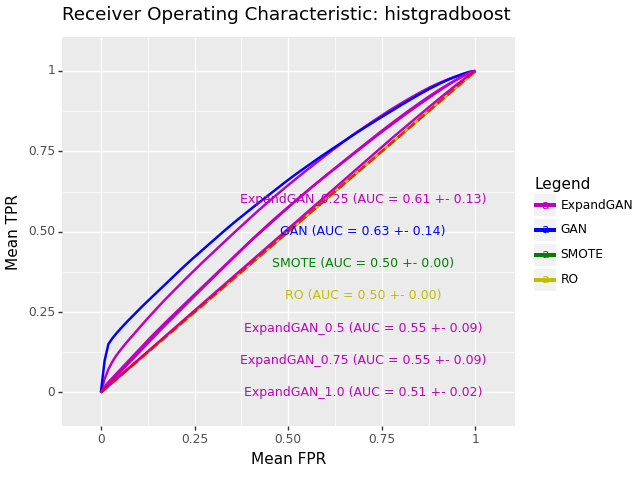 Receiver Operating Characteristic: histgradboost
Mean TPR
1
0.75
0.50
0.25
0
ExpandGAN_0.25 (AUC = 0.61 +- 0.13)
GAN (AUC = 0.63 +- 0.14)
SMOTE (AUC = 0.50 +- 0.00)
RO (AUC = 0.50 +- 0.00)
ExpandGAN_0.5 (AUC = 0.55 +- 0.09)
ExpandGAN_0.75 (AUC = 0.55 +- 0.09)
ExpandGAN_1.0 (AUC = 0.51 +- 0.02)
0 0.25 0.50 0.75 1
Mean FPR
Legend
a ExpandGAN
a GAN
a SMOTE
a RO